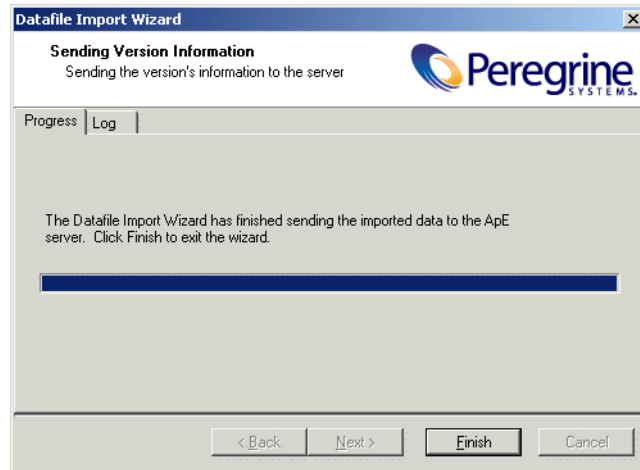 Datafile Import Wizard
Sending Version Information
Sending the version's information to the server
Peregrine
SYSTEMS.
Progress
Log
The Datafile Import Wizard has finished sending the imported data to the ApE
server. Click Finish to exit the wizard.
< Back
Next >
Finish
Cancel